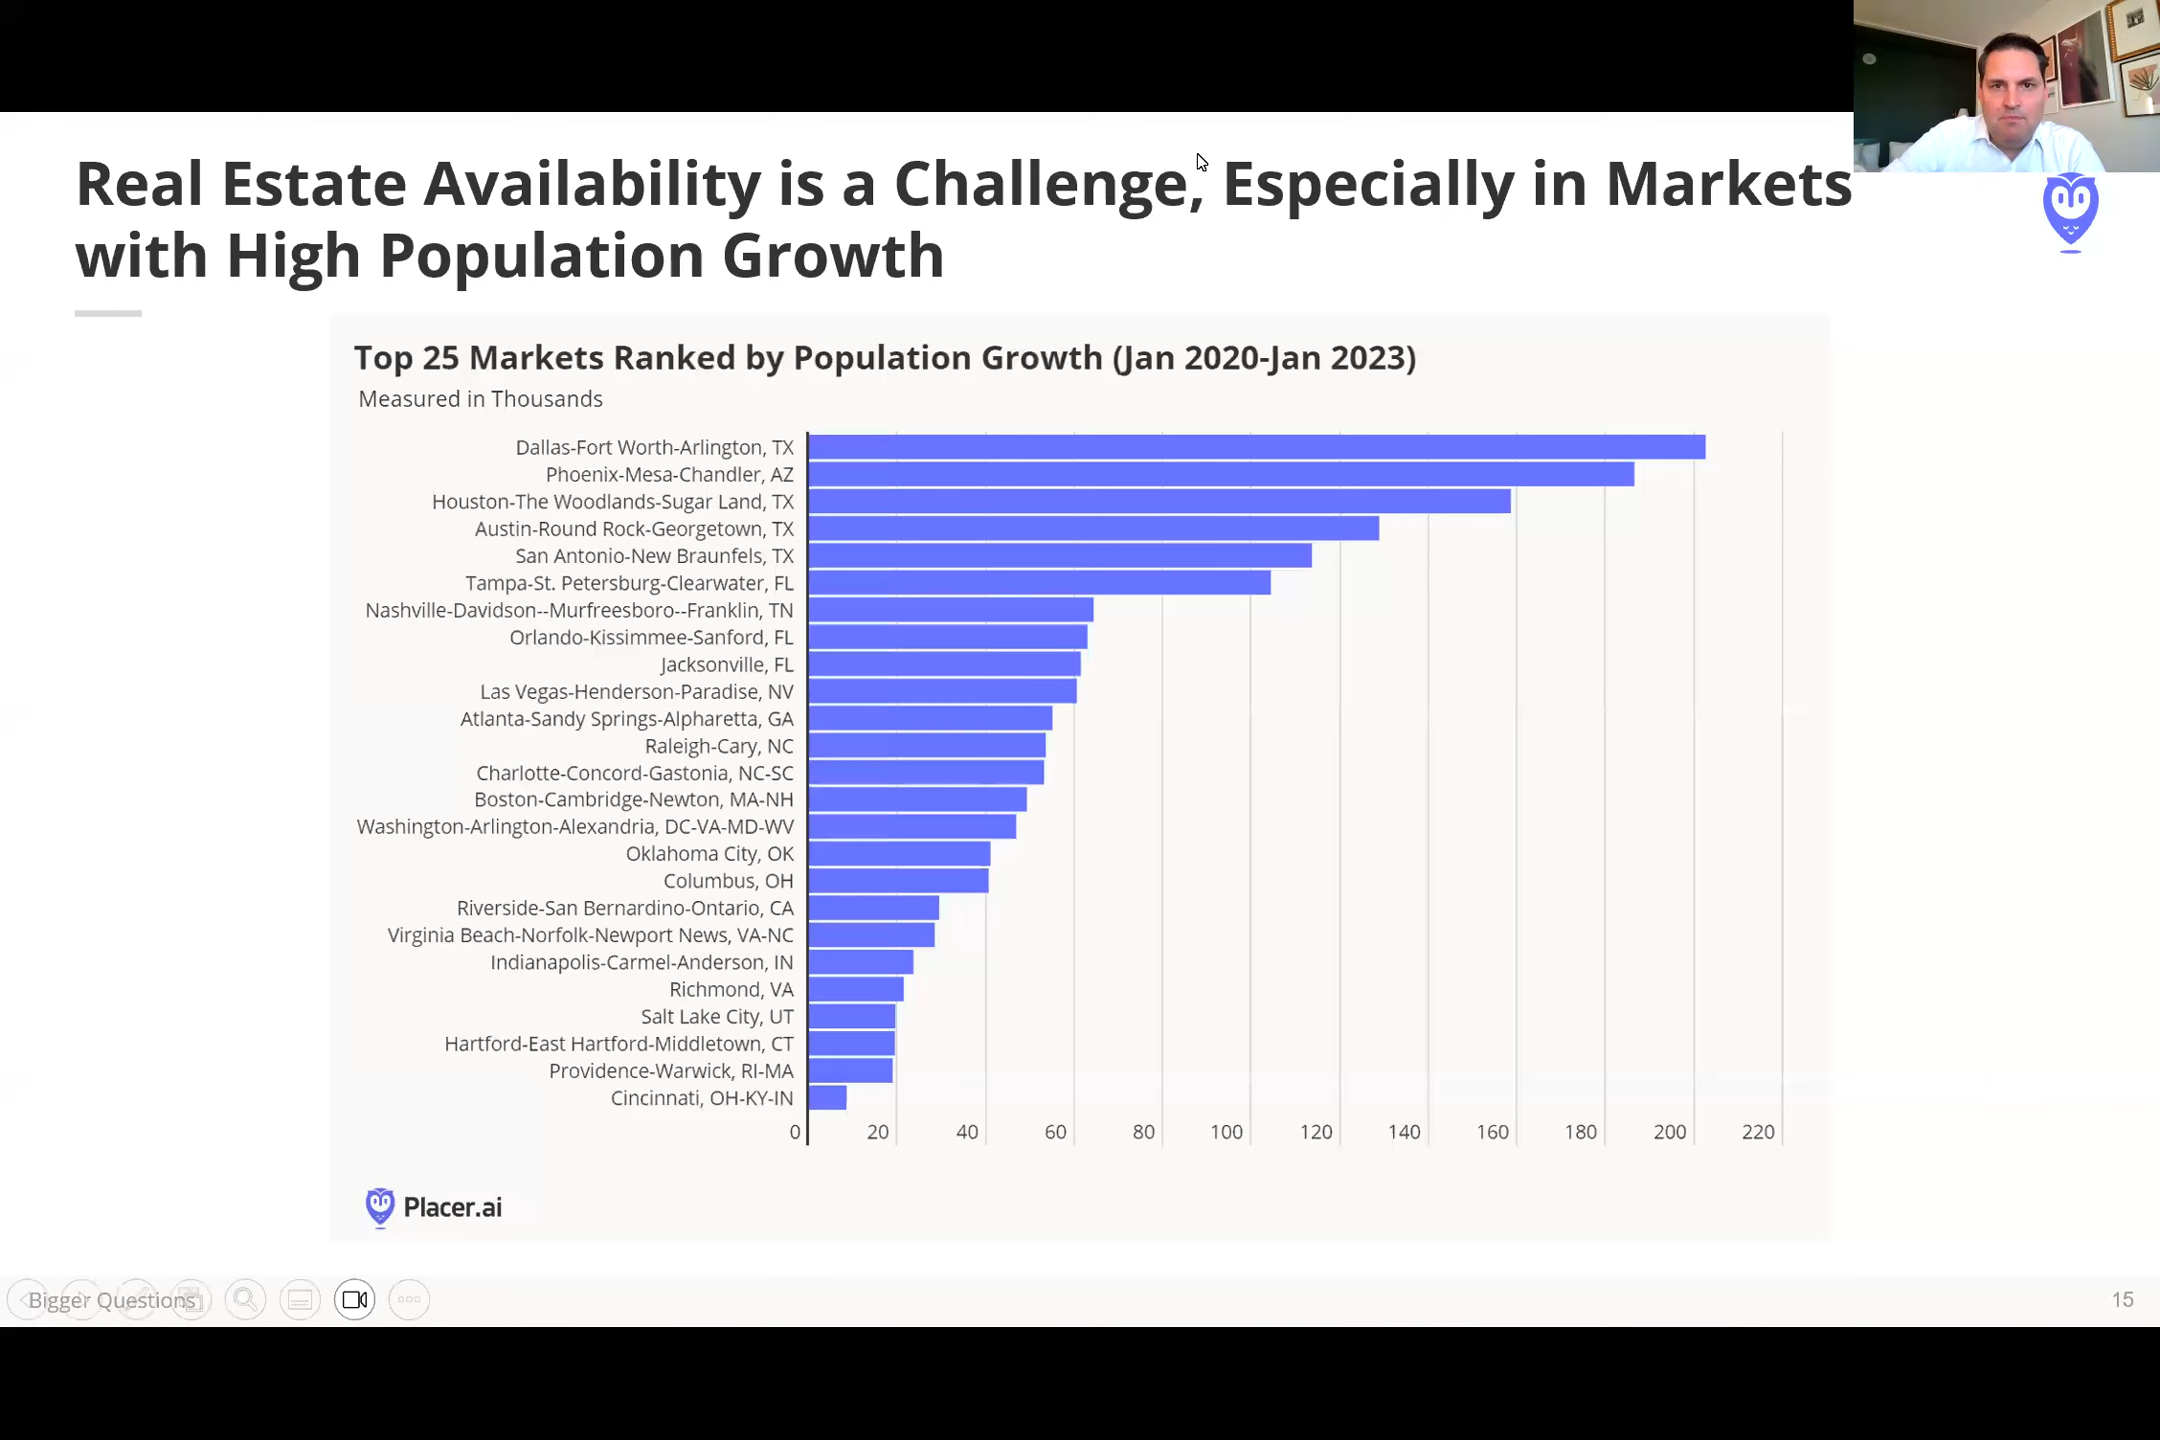 Real Estate Availability is a Challenge, Especially in Markets
with High Population Growth
Top 25 Markets Ranked by Population Growth (Jan 2020-Jan 2023)
Measured in Thousands
Dallas-Fort Worth-Arlington, TX
Phoenix-Mesa-Chandler, AZ
Houston-The Woodlands-Sugar Land, TX
Austin-Round Rock-Georgetown, TX
San Antonio-New Braunfels, TX
Tampa-St. Petersburg-Clearwater, FL
Nashville-Davidson--Murfreesboro--Franklin, TN
Orlando-Kissimmee-Sanford, FL
Jacksonville, FL
Las Vegas-Henderson-Paradise, NV
Atlanta-Sandy Springs-Alpharetta, GA
Raleigh-Cary, NC
Charlotte-Concord-Gastonia, NC-SC
Boston-Cambridge-Newton, MA-NH
Washington-Arlington-Alexandria, DC-VA-MD-WV
Oklahoma City, OK
Columbus, OH
Riverside-San Bernardino-Ontario, CA
Virginia Beach-Norfolk-Newport News, VA-NC
Indianapolis-Carmel-Anderson, IN
Richmond, VA
Salt Lake City, UT
Hartford-East Hartford-Middletown, CT
Providence-Warwick, RI-MA
Cincinnati, OH-KY-IN
0 20 40 60 80 100 120 140 160 180 200 220
Placer.ai
Bigger Questions
15